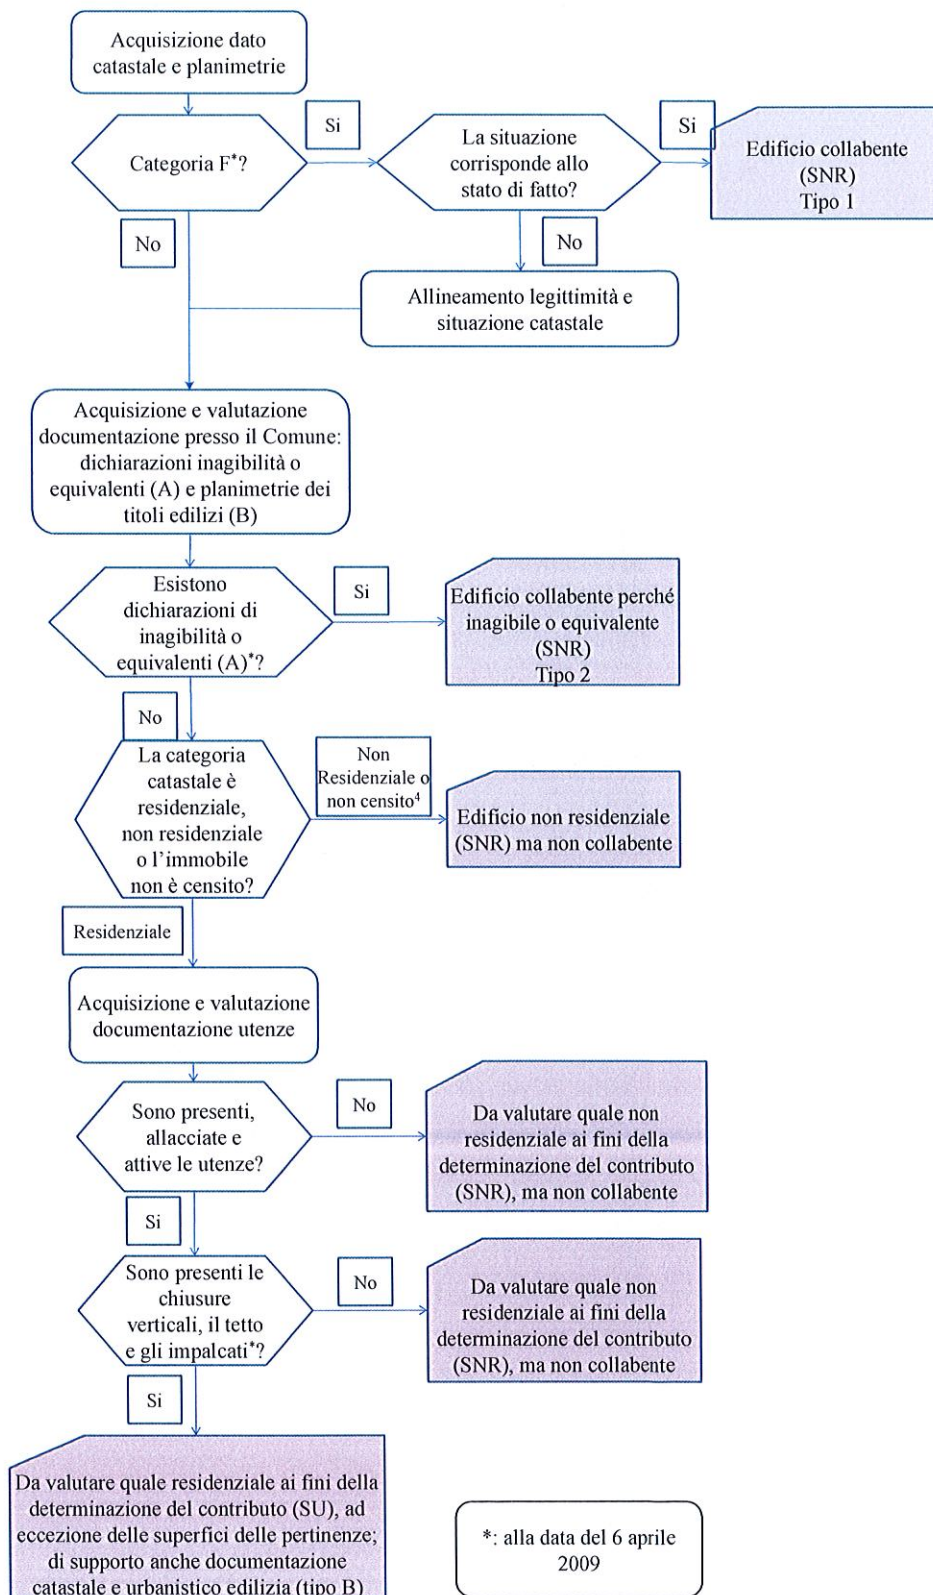 Acquisizione dato
catastale e planimetrie
Categoria F*?
Si
La situazione
corrisponde allo
stato di fatto?
Si
Edificio collabente
(SNR)
Tipo 1
No
No
Allineamento legittimità e
situazione catastale
Acquisizione e valutazione
documentazione presso il Comune:
dichiarazioni inagibilità o
equivalenti (A) e planimetrie dei
titoli edilizi (B)
Esistono
dichiarazioni di
inagibilità o
equivalenti (A)*?
Si
Edificio collabente perché
inagibile o equivalente
(SNR)
Tipo 2
No
La categoria
catastale è
residenziale,
non residenziale
o l'immobile
non è censito?
Non
Residenziale o
non censito⁴
Edificio non residenziale
(SNR) ma non collabente
Residenziale
Acquisizione e valutazione
documentazione utenze
Sono presenti,
allacciate e
attive le utenze?
No
Da valutare quale non
residenziale ai fini della
determinazione del contributo
(SNR), ma non collabente
Si
Sono presenti le
chiusure
verticali, il tetto
e gli impalcati*?
No
Da valutare quale non
residenziale ai fini della
determinazione del contributo
(SNR), ma non collabente
Si
Da valutare quale residenziale ai fini della
determinazione del contributo (SU), ad
eccezione delle superfici delle pertinenze;
di supporto anche documentazione
catastale e urbanistico edilizia (tipo B)
*: alla data del 6 aprile
2009